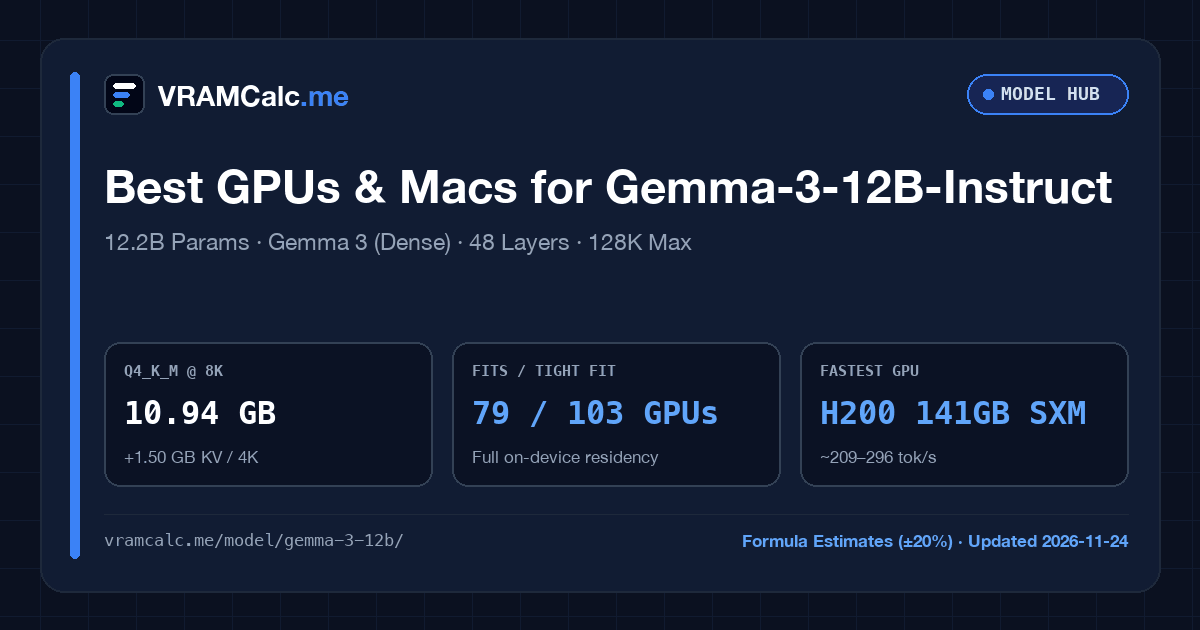 VRAMCalc.me
MODEL HUB
Best GPUs & Macs for Gemma-3-12B-Instruct
12.2B Params · Gemma 3 (Dense) · 48 Layers · 128K Max
Q4_K_M @ 8K
10.94 GB
+1.50 GB KV / 4K
FITS / TIGHT FIT
79 / 103 GPUs
Full on-device residency
FASTEST GPU
H200 141GB SXM
~209–296 tok/s
vramcalc.me/model/gemma-3-12b/
Formula Estimates (±20%) · Updated 2026-11-24